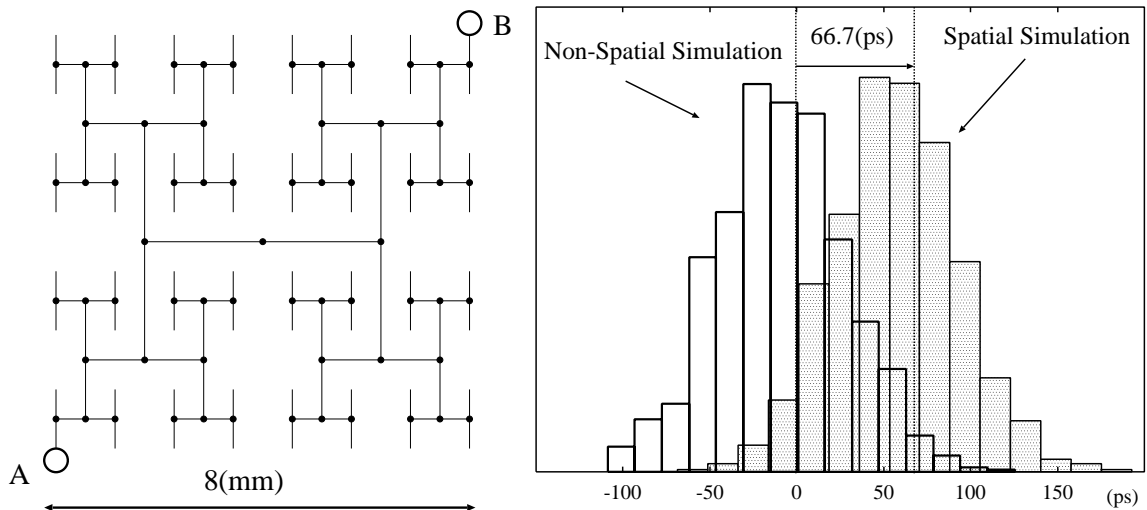 B
A
8(mm)
66.7(ps)
Non-Spatial Simulation
Spatial Simulation
-100 -50 0 50 100 150 (ps)